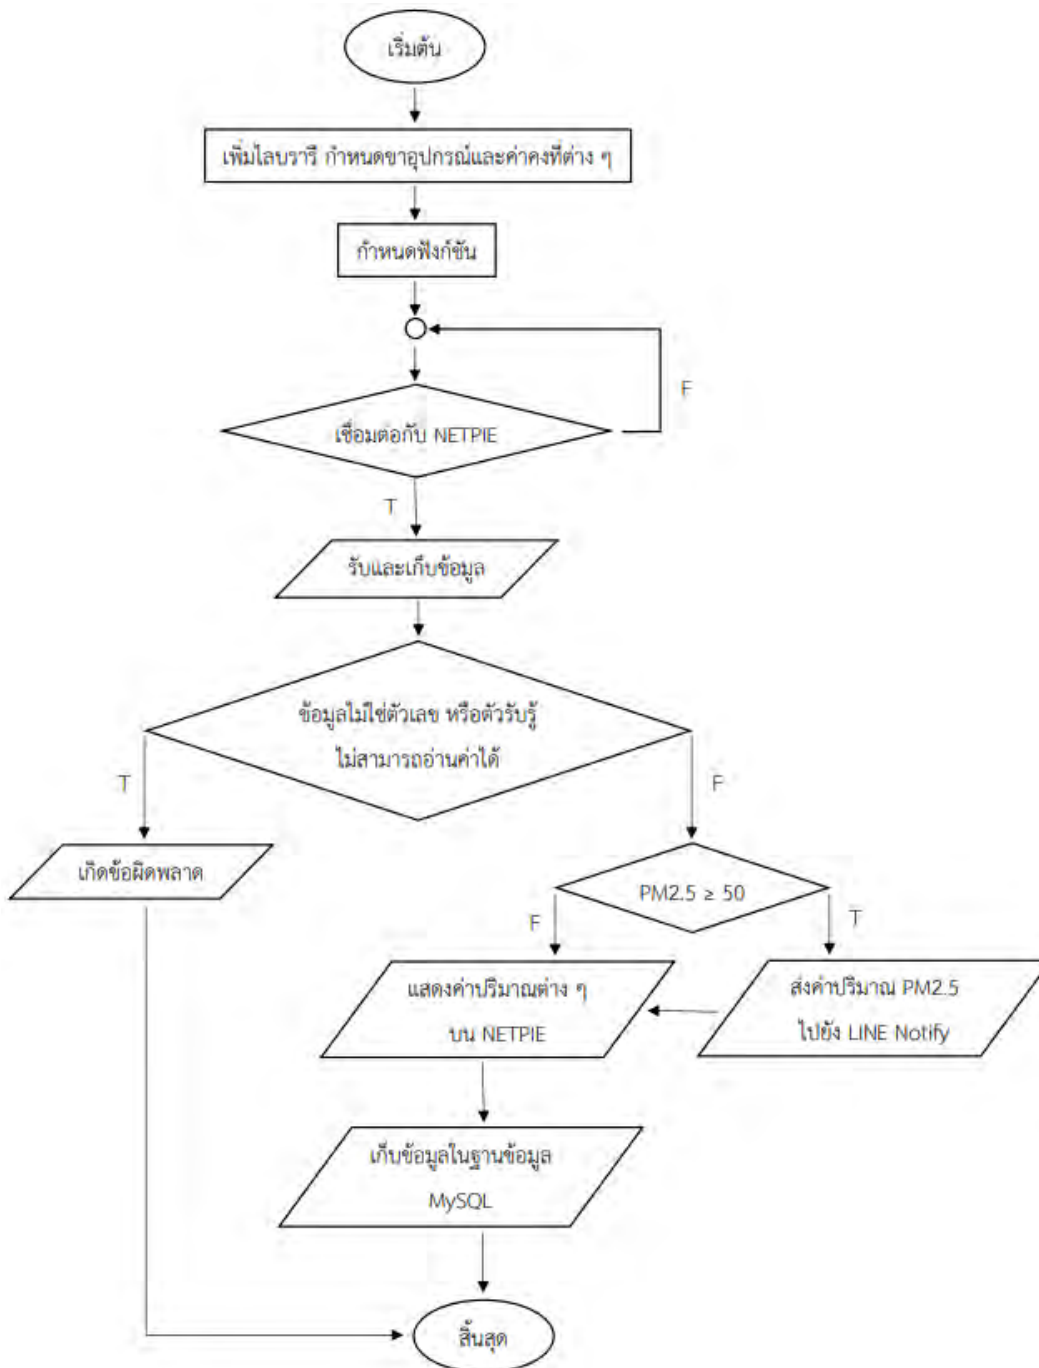 เริ่มต้น
เพิ่มไลบรารี กำหนดขาอุปกรณ์และค่าคงที่ต่าง ๆ
กำหนดฟังก์ชัน
F
เชื่อมต่อกับ NETPIE
T
รับและเก็บข้อมูล
ข้อมูลไม่ใช่ตัวเลข หรือตัวรับรู้
ไม่สามารถอ่านค่าได้
T
F
เกิดข้อผิดพลาด
PM2.5 ≥ 50
F
T
แสดงค่าปริมาณต่าง ๆ
บน NETPIE
ส่งค่าปริมาณ PM2.5
ไปยัง LINE Notify
เก็บข้อมูลในฐานข้อมูล
MySQL
สิ้นสุด